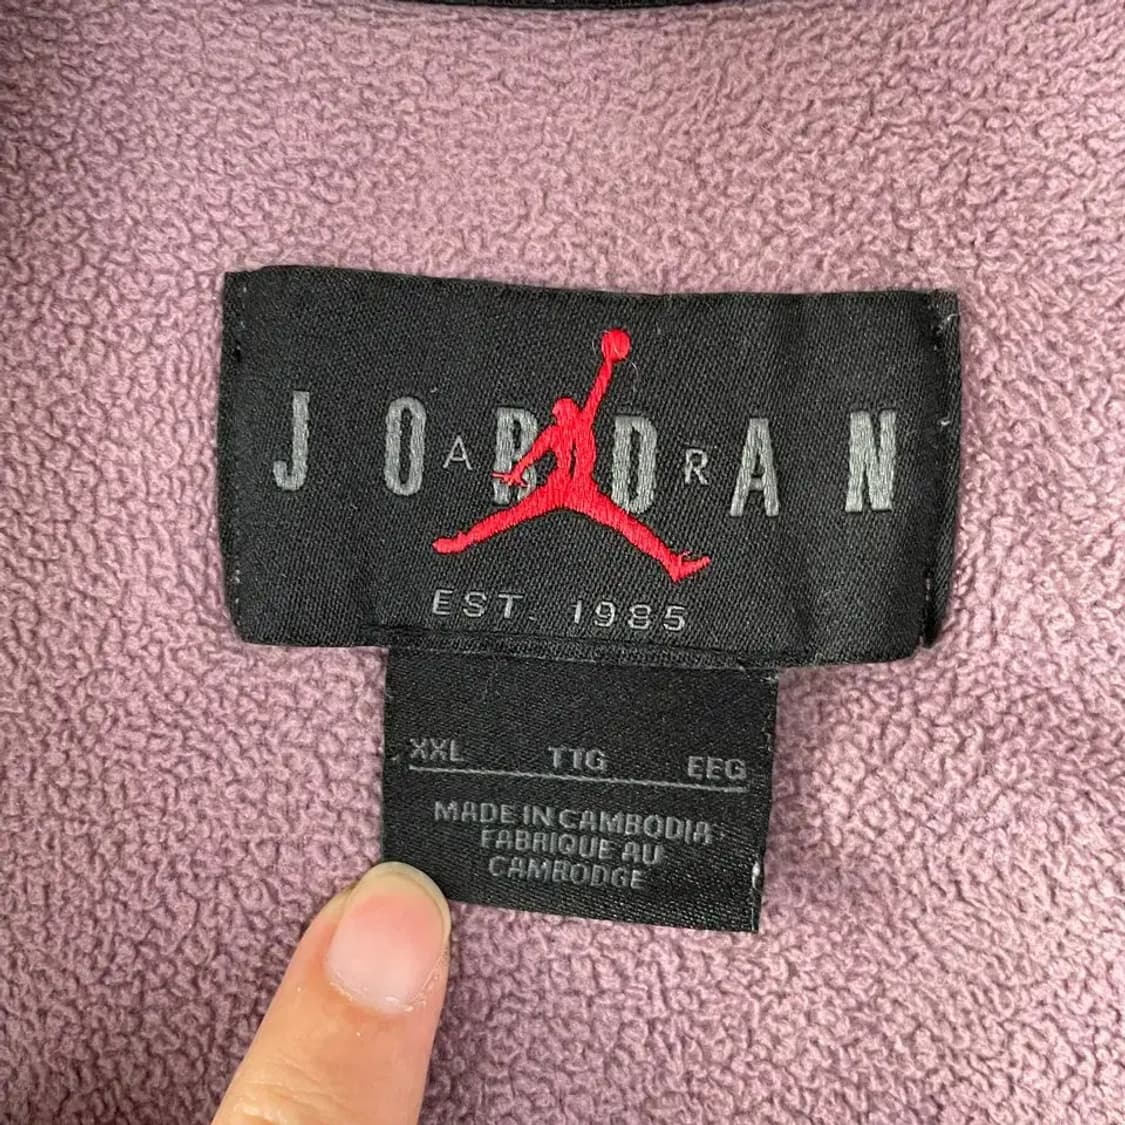 JORDAN
AIR
EST. 1985
XXL TTG EEG
MADE IN CAMBODIA
FABRIQUE AU
CAMBODGE